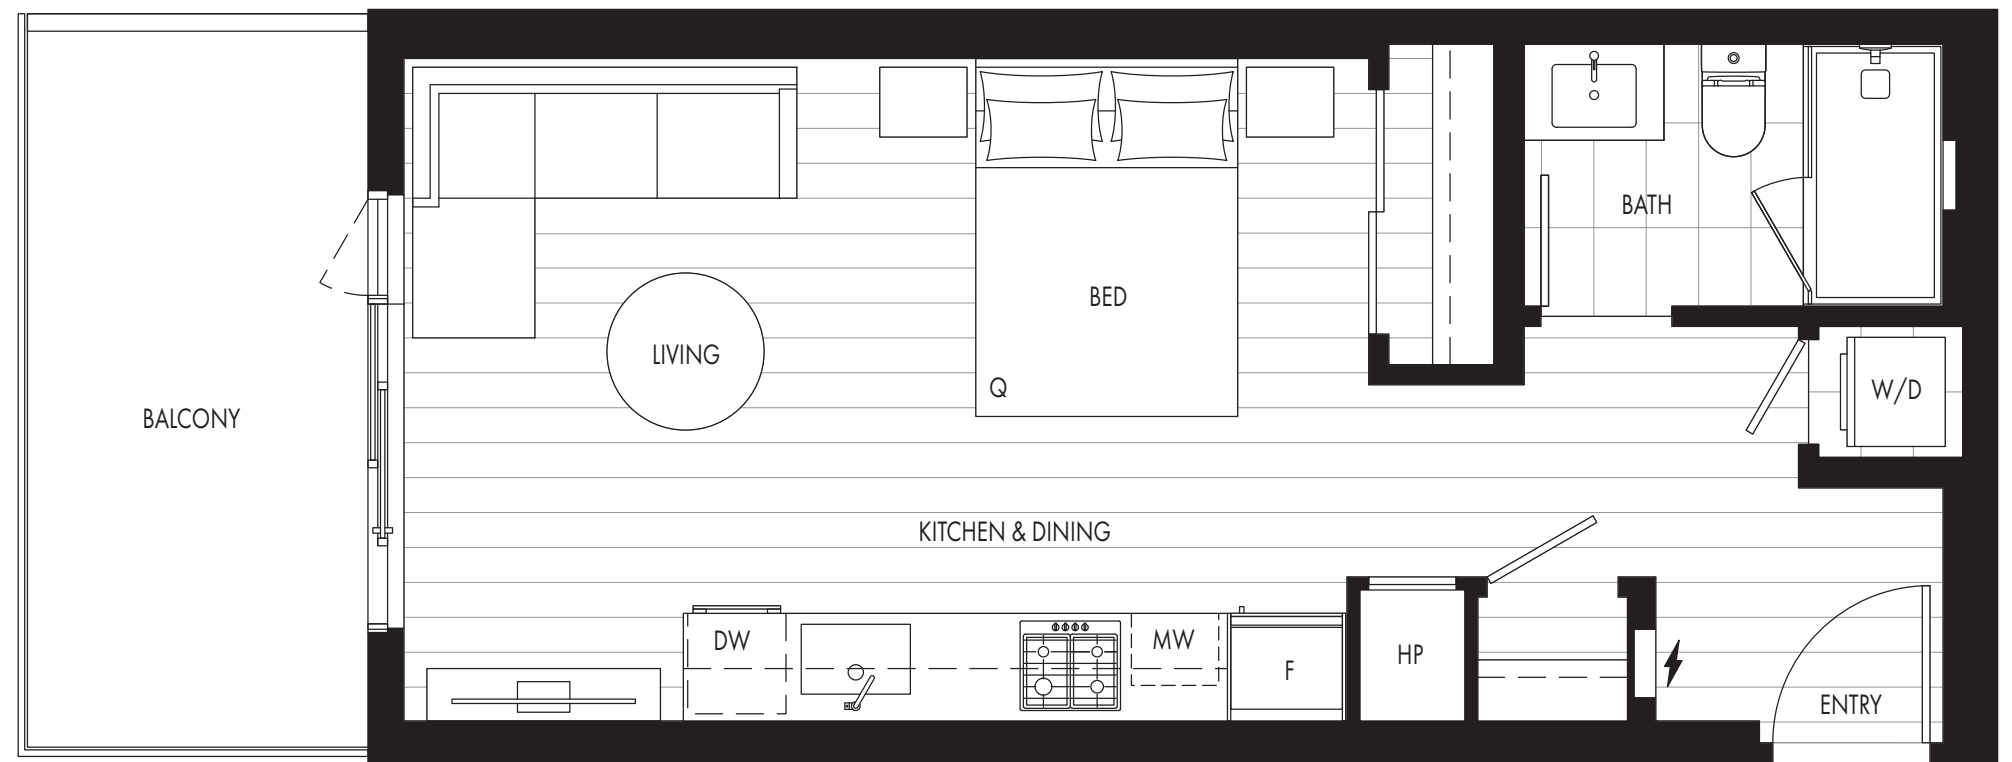 BATH
BED
LIVING
Q
W/D
BALCONY
KITCHEN & DINING
DW
MW
F
HP
ENTRY